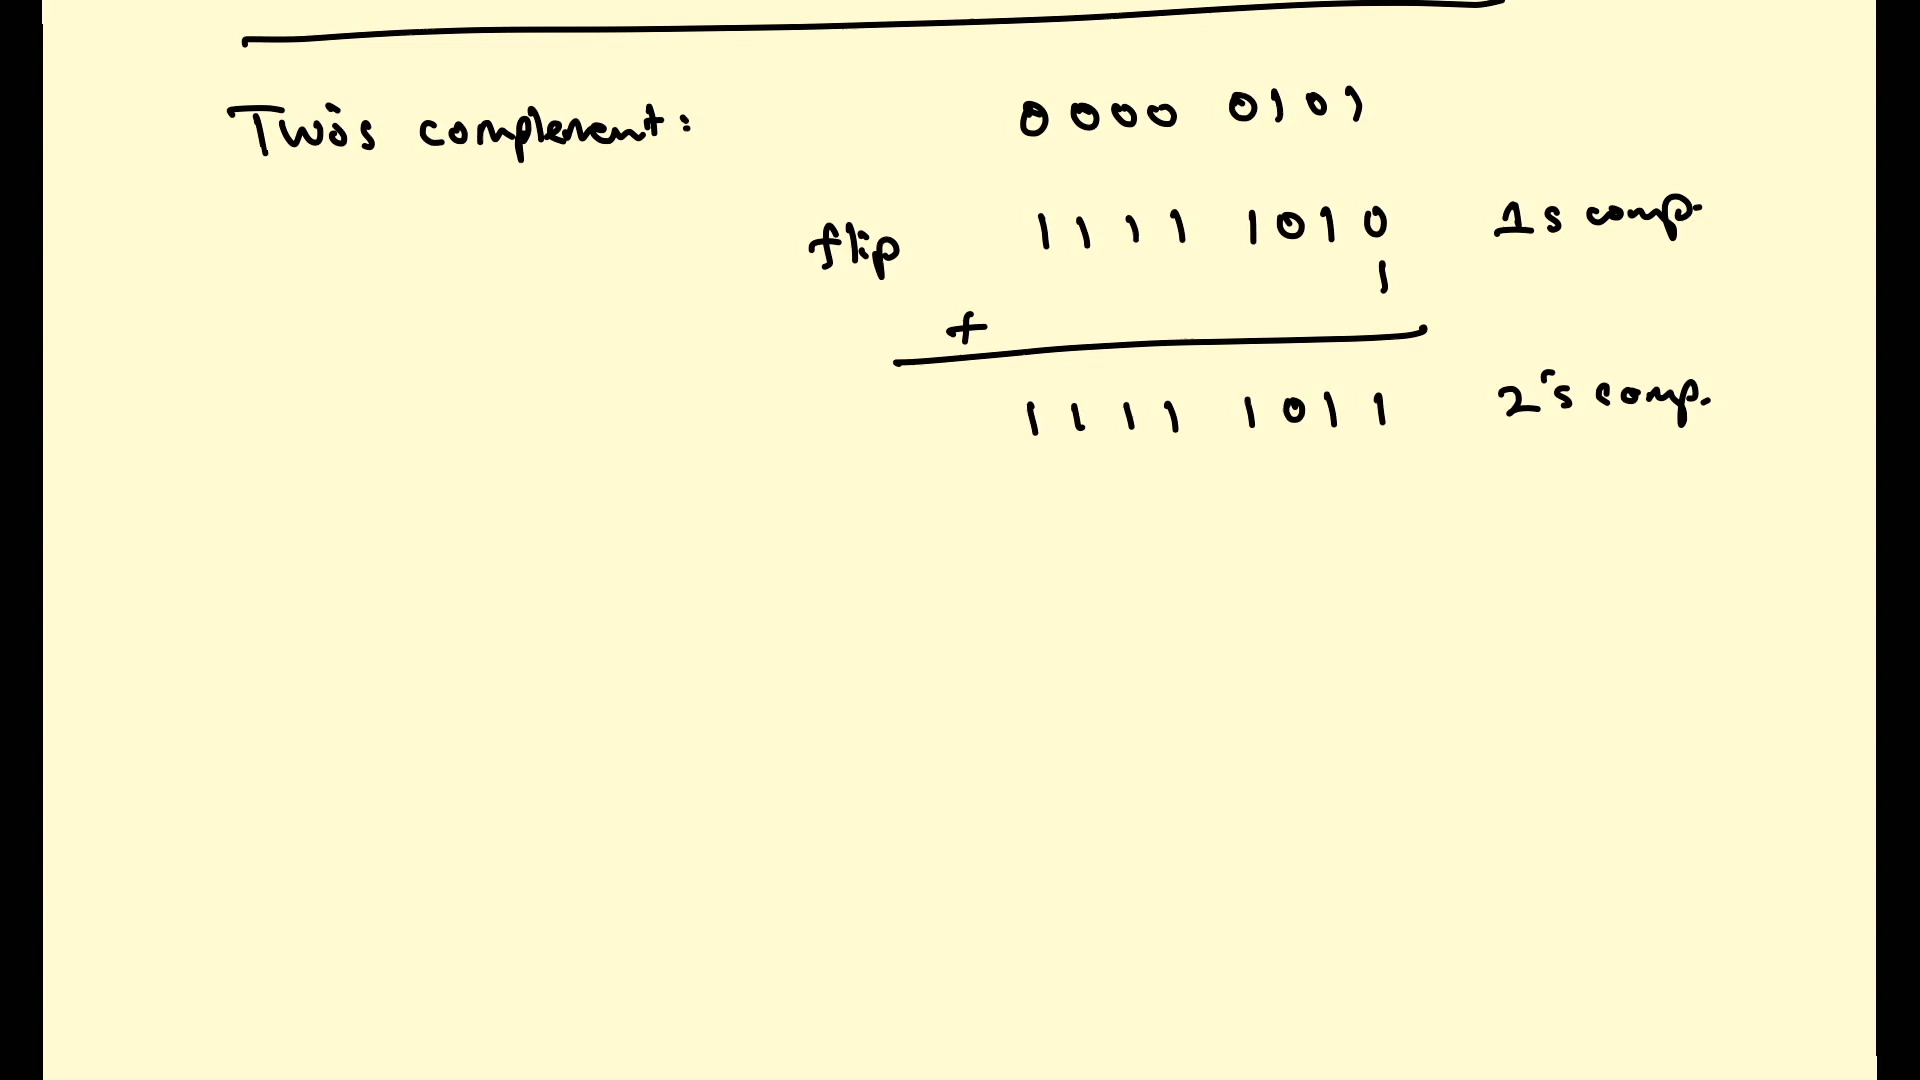 Two's complement: 0000 0101
flip 1111 1010 1s comp.
1
+
1111 1011 2's comp.